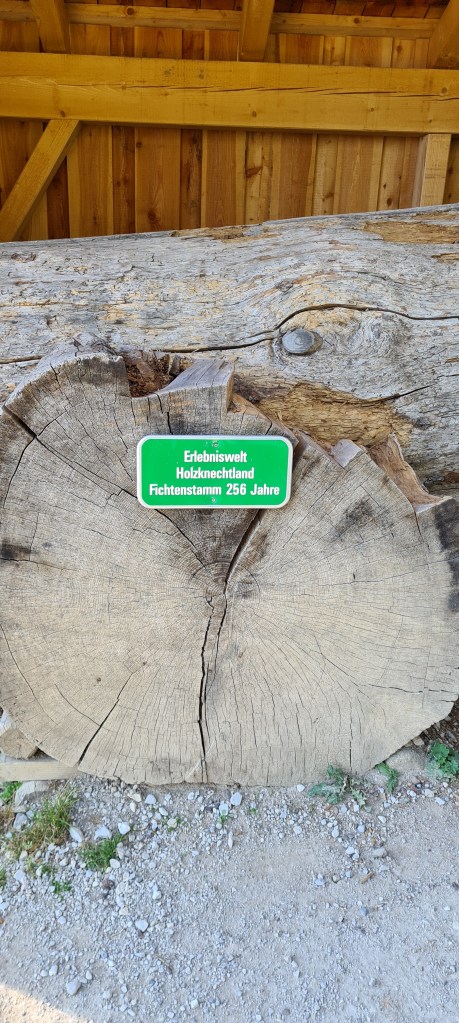 Erlebniswelt
Holzknechtland
Fichtenstamm 256 Jahre